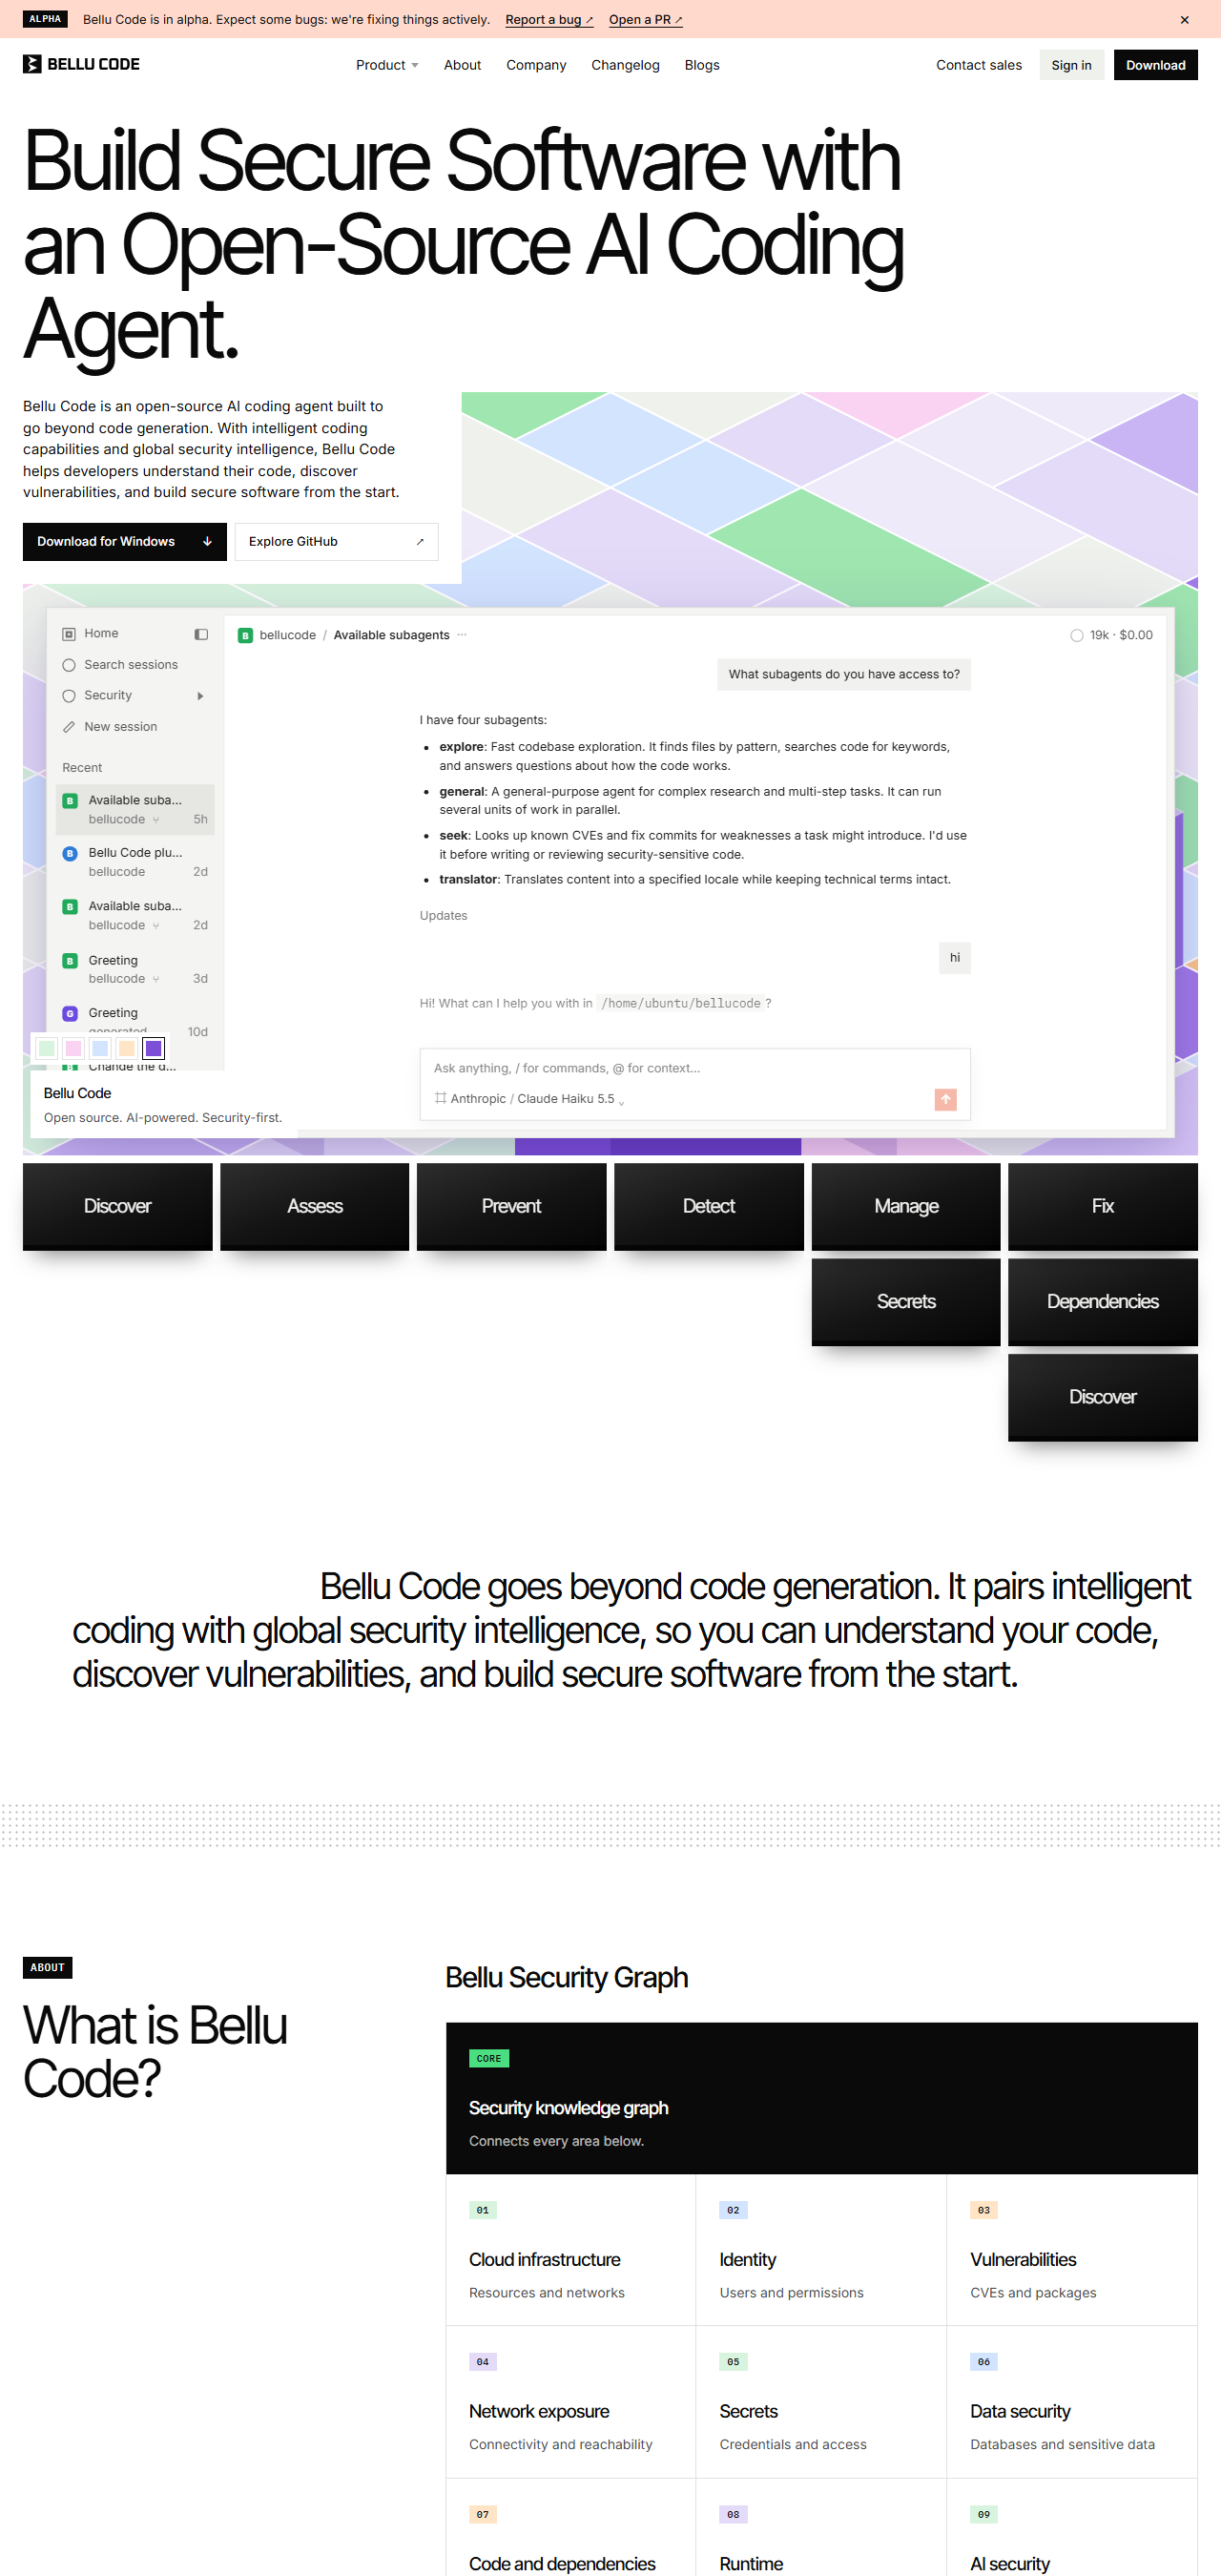 ALPHA Bellu Code is in alpha. Expect some bugs: we're fixing things actively. Report a bug ↗ Open a PR ↗ ×
BELLU CODE Product About Company Changelog Blogs Contact sales Sign in Download
Build Secure Software with
an Open-Source AI Coding
Agent.
Bellu Code is an open-source AI coding agent built to
go beyond code generation. With intelligent coding
capabilities and global security intelligence, Bellu Code
helps developers understand their code, discover
vulnerabilities, and build secure software from the start.
Download for Windows ↓ Explore GitHub ↗
Home
Search sessions
Security
New session
Recent
B Available suba...
bellucode 5h
B Bellu Code plu...
bellucode 2d
B Available suba...
bellucode 2d
B Greeting
bellucode 3d
G Greeting
generated 10d
Change the d...
Bellu Code
Open source. AI-powered. Security-first.
B bellucode / Available subagents ··· 19k · $0.00
What subagents do you have access to?
I have four subagents:
• explore: Fast codebase exploration. It finds files by pattern, searches code for keywords,
and answers questions about how the code works.
• general: A general-purpose agent for complex research and multi-step tasks. It can run
several units of work in parallel.
• seek: Looks up known CVEs and fix commits for weaknesses a task might introduce. I'd use
it before writing or reviewing security-sensitive code.
• translator: Translates content into a specified locale while keeping technical terms intact.
Updates
hi
Hi! What can I help you with in /home/ubuntu/bellucode ?
Ask anything, / for commands, @ for context...
Anthropic / Claude Haiku 5.5
Discover Assess Prevent Detect Manage Fix
Secrets Dependencies
Discover
Bellu Code goes beyond code generation. It pairs intelligent
coding with global security intelligence, so you can understand your code,
discover vulnerabilities, and build secure software from the start.
ABOUT
What is Bellu
Code?
Bellu Security Graph
CORE
Security knowledge graph
Connects every area below.
01 02 03
Cloud infrastructure Identity Vulnerabilities
Resources and networks Users and permissions CVEs and packages
04 05 06
Network exposure Secrets Data security
Connectivity and reachability Credentials and access Databases and sensitive data
07 08 09
Code and dependencies Runtime AI security